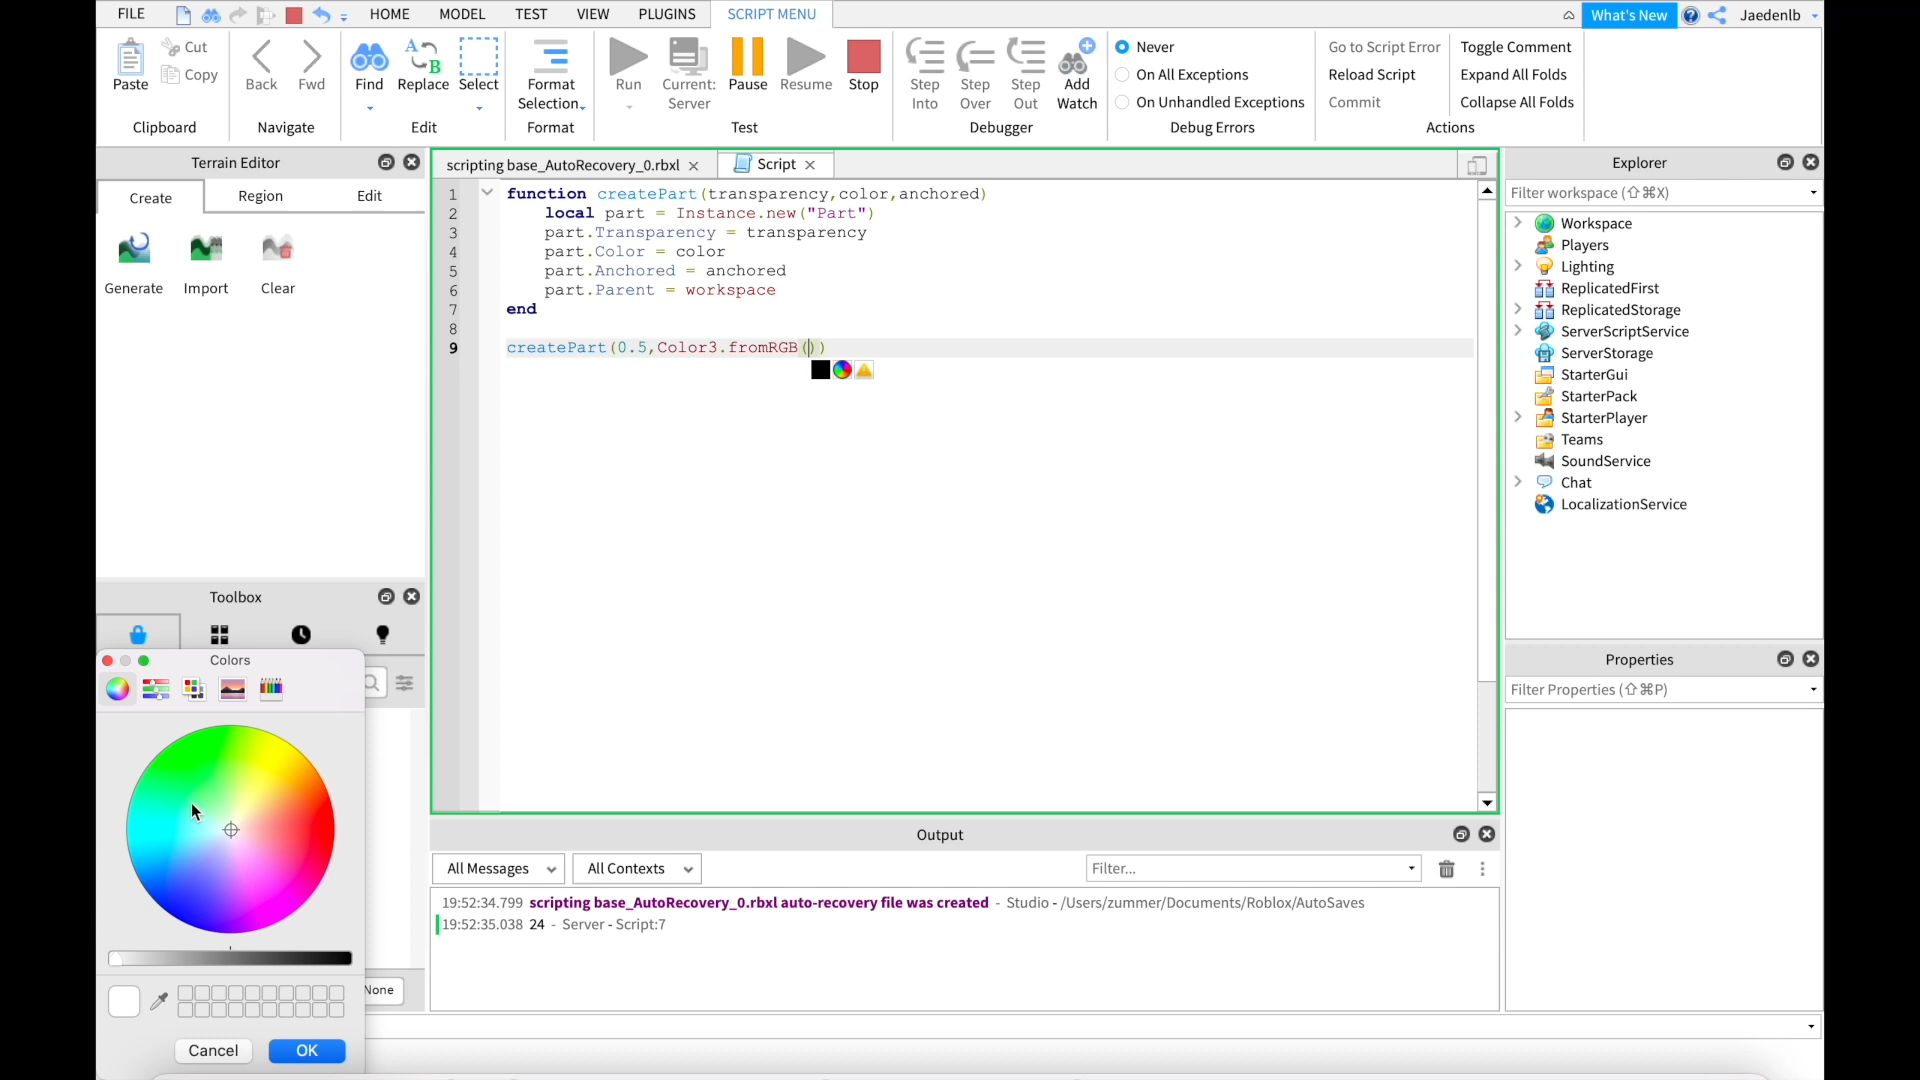 FILE HOME MODEL TEST VIEW PLUGINS SCRIPT MENU What's New Jaedenlb
Paste Cut Copy Clipboard
Back Fwd Navigate
Find Replace Select Edit
Format Selection Format
Run Current: Server Pause Resume Stop Test
Step Into Step Over Step Out Add Watch Debugger
Never
On All Exceptions
On Unhandled Exceptions
Debug Errors
Go to Script Error Toggle Comment
Reload Script Expand All Folds
Commit Collapse All Folds
Actions
Terrain Editor
Create Region Edit
Generate Import Clear
Toolbox
Colors
None
Cancel OK
scripting base_AutoRecovery_0.rbxl Script
1 function createPart(transparency,color,anchored)
2 local part = Instance.new("Part")
3 part.Transparency = transparency
4 part.Color = color
5 part.Anchored = anchored
6 part.Parent = workspace
7 end
8
9 createPart(0.5,Color3.fromRGB())
Output
All Messages All Contexts Filter...
19:52:34.799 scripting base_AutoRecovery_0.rbxl auto-recovery file was created - Studio - /Users/zummer/Documents/Roblox/AutoSaves
19:52:35.038 24 - Server - Script:7
Explorer
Filter workspace (⇧⌘X)
Workspace
Players
Lighting
ReplicatedFirst
ReplicatedStorage
ServerScriptService
ServerStorage
StarterGui
StarterPack
StarterPlayer
Teams
SoundService
Chat
LocalizationService
Properties
Filter Properties (⇧⌘P)